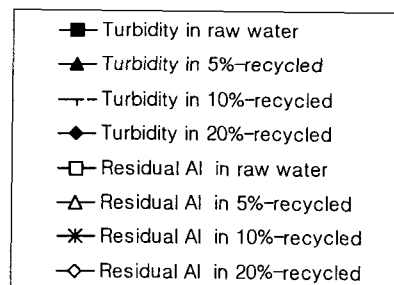 Turbidity in raw water
Turbidity in 5%-recycled
Turbidity in 10%-recycled
Turbidity in 20%-recycled
Residual Al in raw water
Residual Al in 5%-recycled
Residual Al in 10%-recycled
Residual Al in 20%-recycled